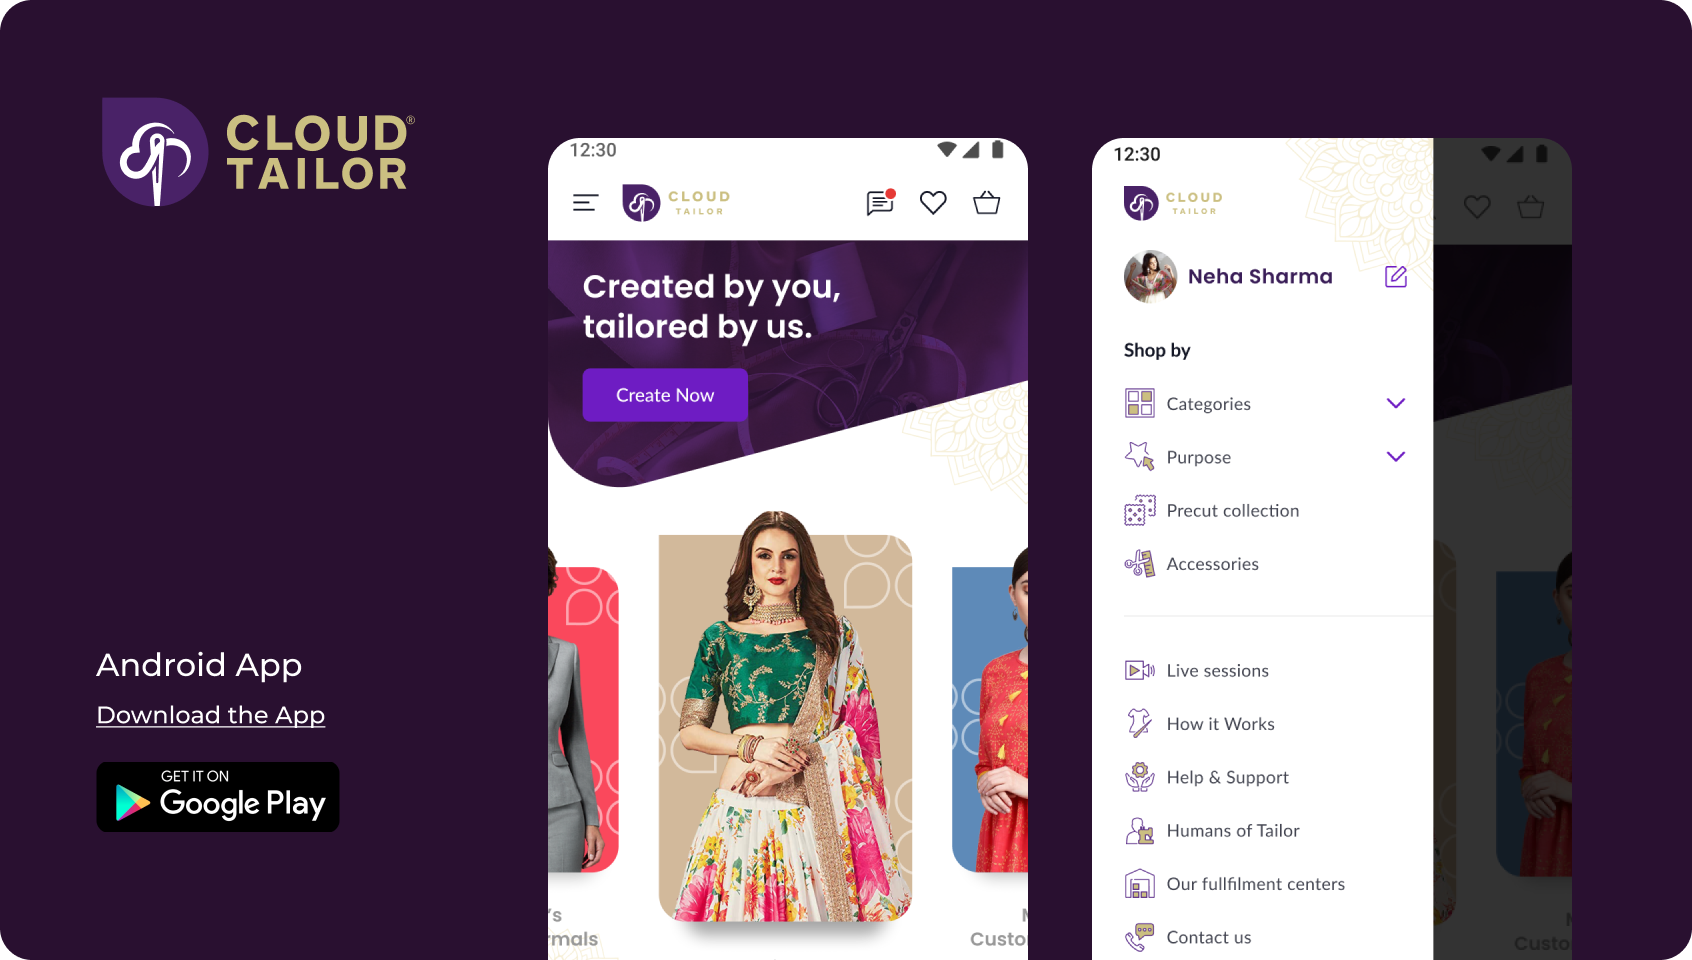 CLOUD®
TAILOR
Android App
Download the App
GET IT ON
Google Play
12:30
CLOUD
TAILOR
Created by you,
tailored by us.
Create Now
's
rmals
M
Custo
12:30
CLOUD
TAILOR
Neha Sharma
Shop by
Categories
Purpose
Precut collection
Accessories
Live sessions
How it Works
Help & Support
Humans of Tailor
Our fullfilment centers
Contact us
M
Custo